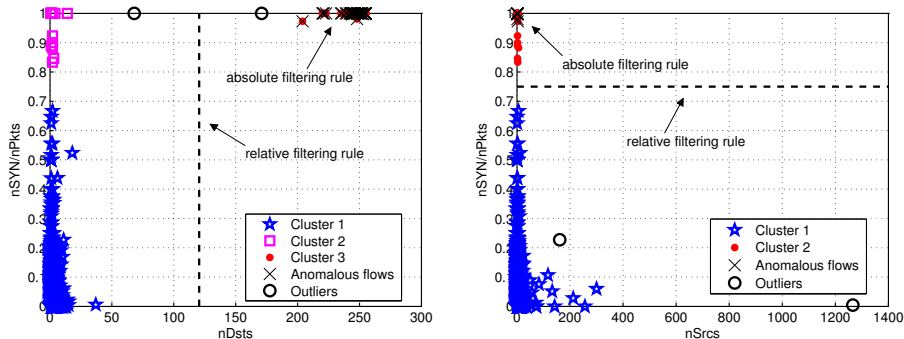 1
0.9
0.8
0.7
0.6
0.5
0.4
0.3
0.2
0.1
0
nSYN/nPkts
0 50 100 150 200 250 300
nDsts
absolute filtering rule
relative filtering rule
Cluster 1
Cluster 2
Cluster 3
Anomalous flows
Outliers
1
0.9
0.8
0.7
0.6
0.5
0.4
0.3
0.2
0.1
0
nSYN/nPkts
0 200 400 600 800 1000 1200 1400
nSrcs
absolute filtering rule
relative filtering rule
Cluster 1
Cluster 2
Anomalous flows
Outliers